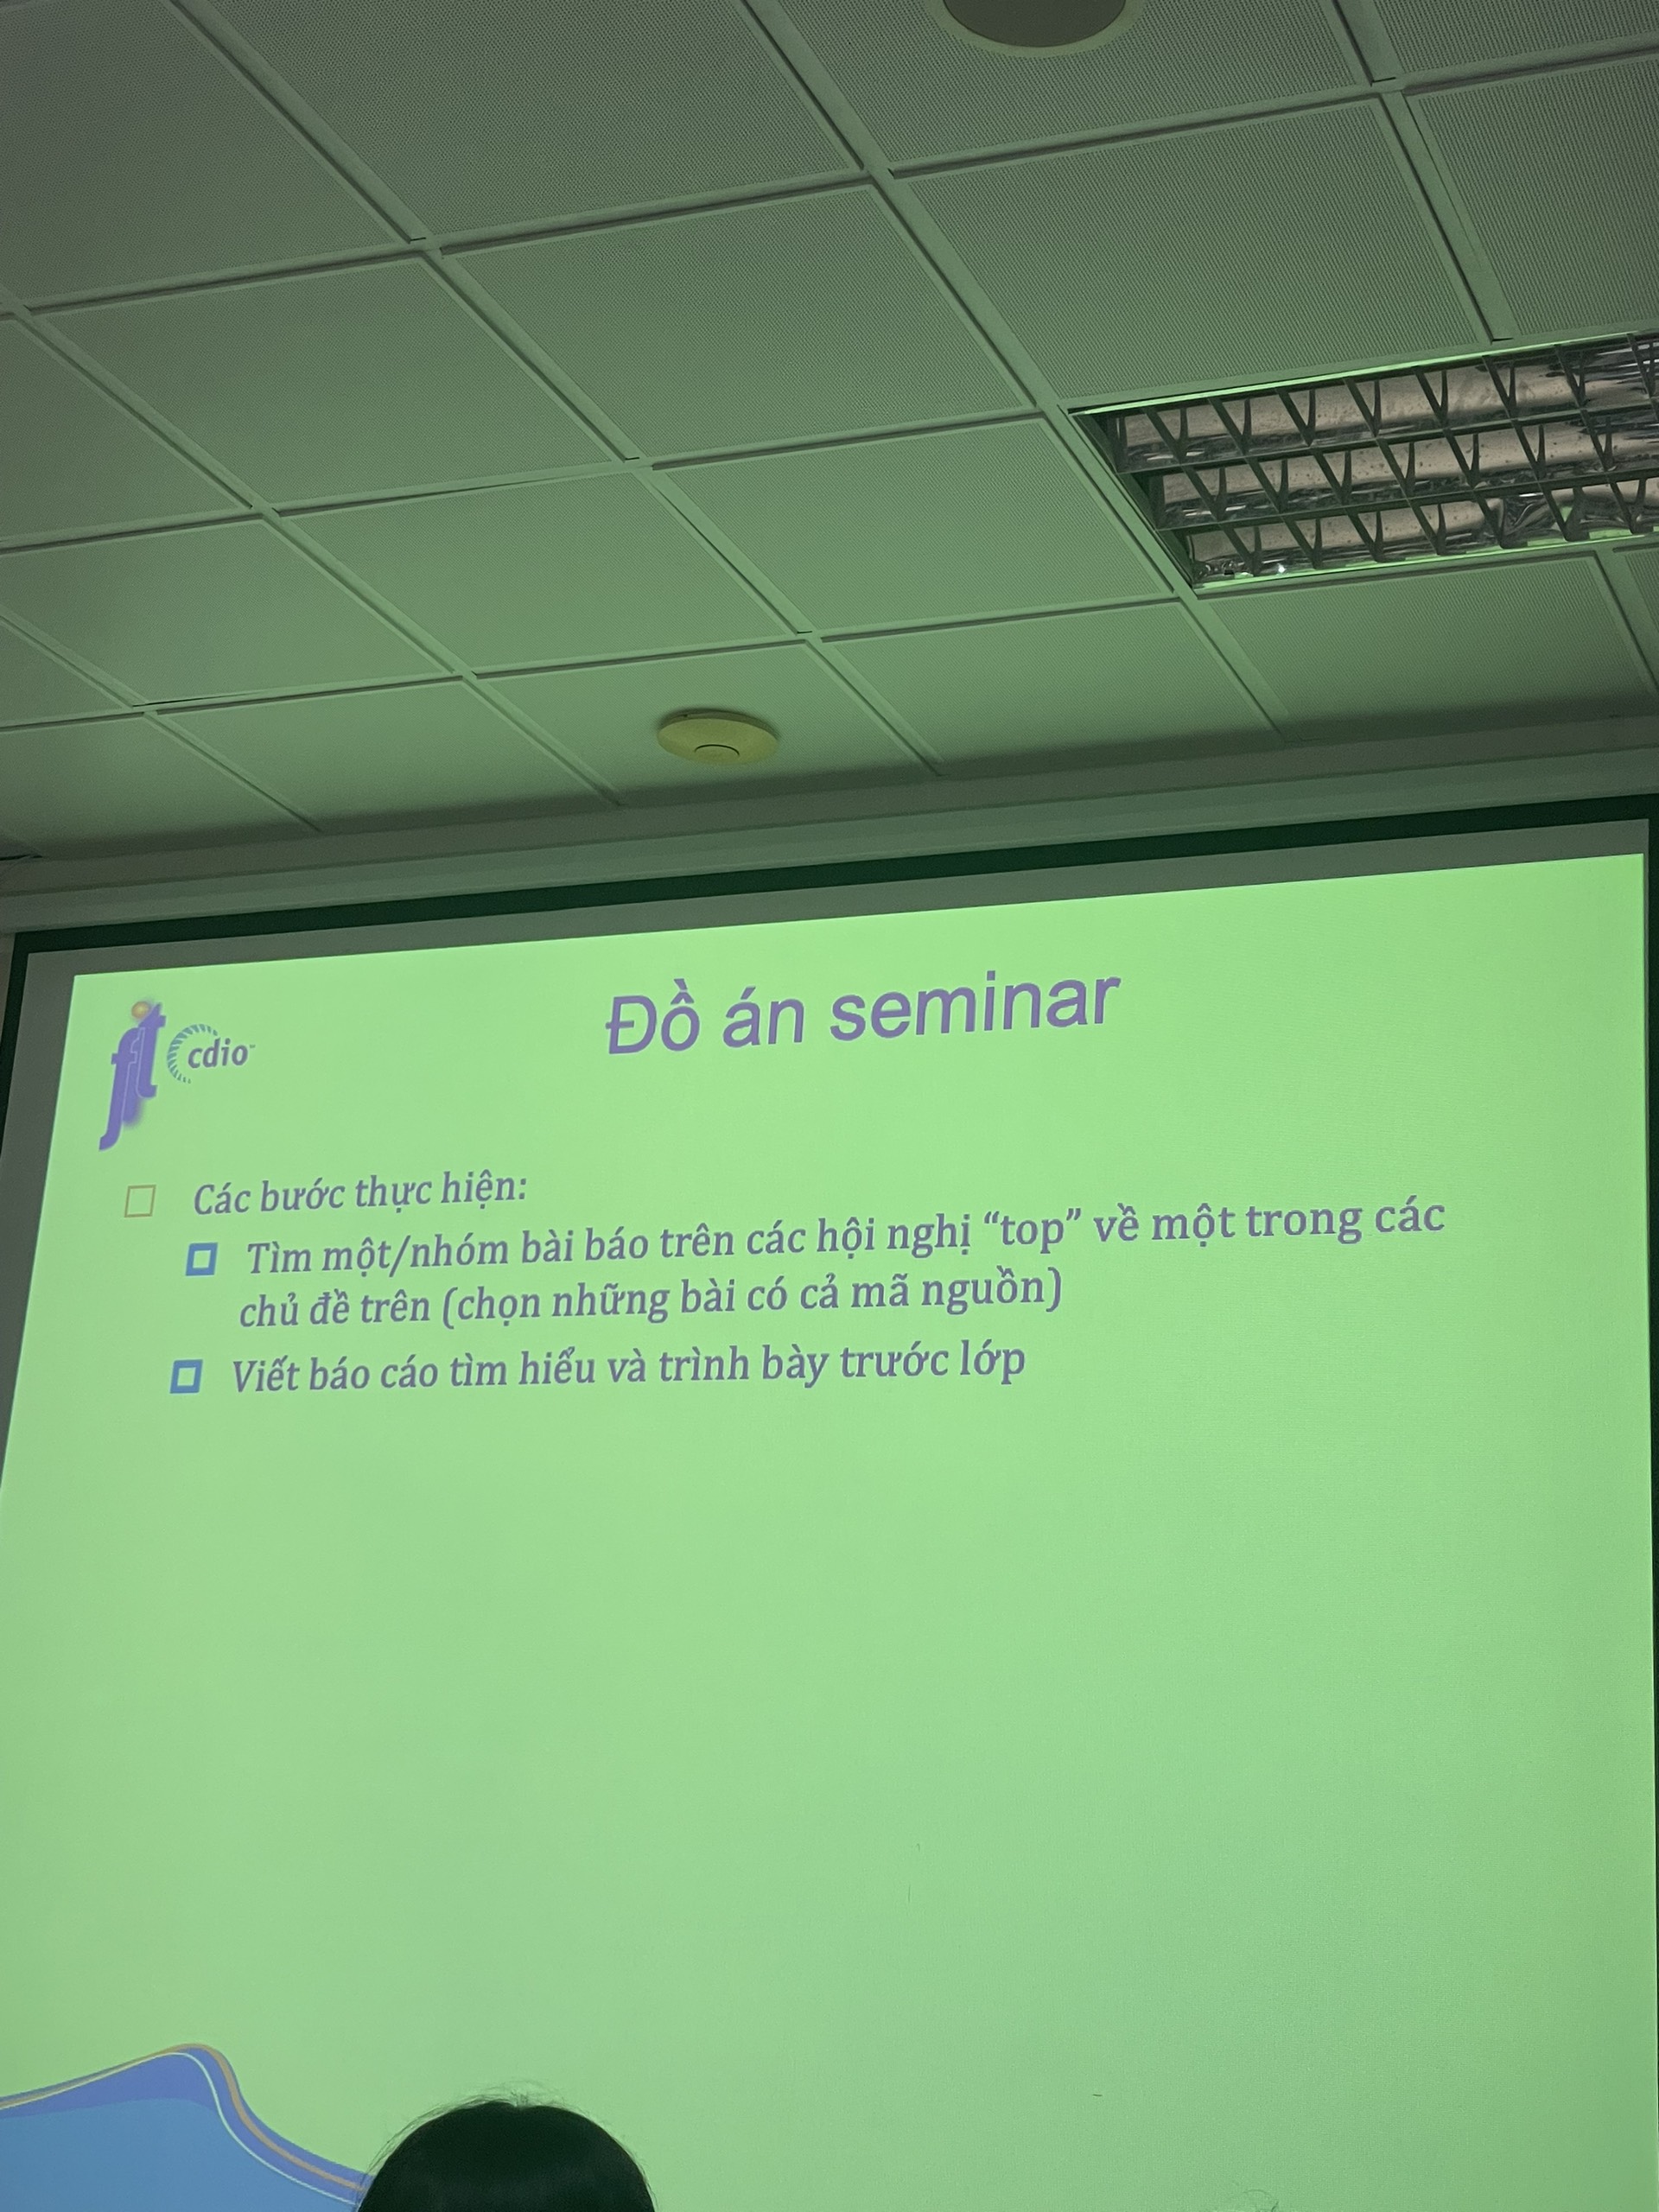 fit
cdio
Đồ án seminar
Các bước thực hiện:
Tìm một/nhóm bài báo trên các hội nghị “top” về một trong các
chủ đề trên (chọn những bài có cả mã nguồn)
Viết báo cáo tìm hiểu và trình bày trước lớp